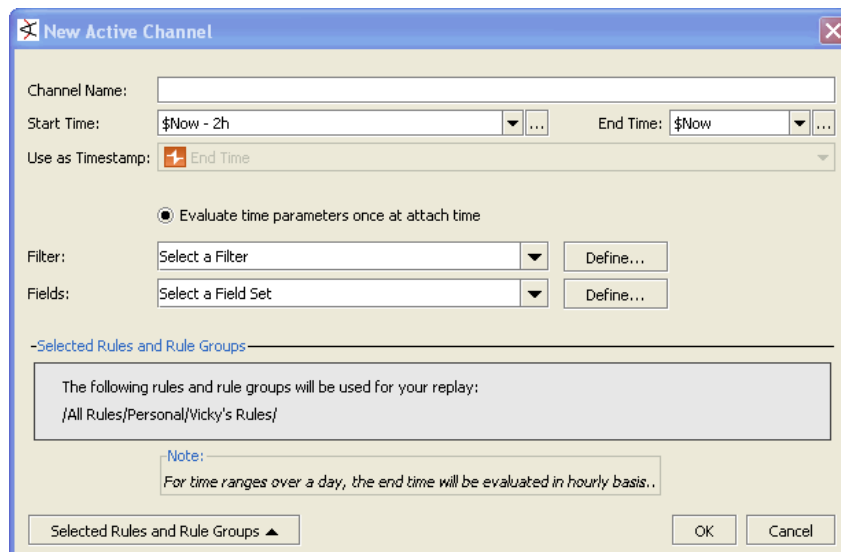 New Active Channel
Channel Name:
Start Time: $Now - 2h ... End Time: $Now ...
Use as Timestamp: End Time
Evaluate time parameters once at attach time
Filter: Select a Filter Define...
Fields: Select a Field Set Define...
Selected Rules and Rule Groups
The following rules and rule groups will be used for your replay:
/All Rules/Personal/Vicky's Rules/
Note:
For time ranges over a day, the end time will be evaluated in hourly basis..
Selected Rules and Rule Groups OK Cancel